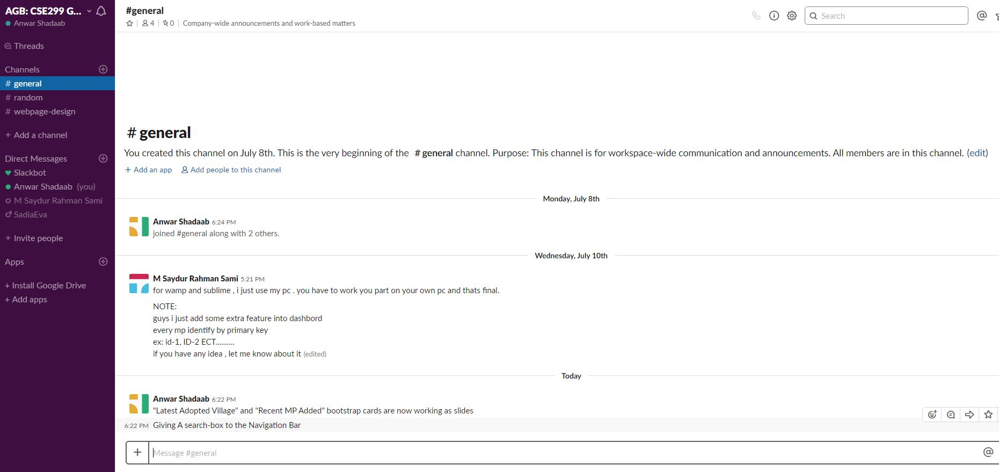 AGB: CSE299 G...
Anwar Shadaab
Threads
Channels
# general
# random
# webpage-design
+ Add a channel
Direct Messages
Slackbot
Anwar Shadaab (you)
M Saydur Rahman Sami
SadiaEva
+ Invite people
Apps
+ Install Google Drive
+ Add apps
#general
4 | 0 | Company-wide announcements and work-based matters
Search
# general
You created this channel on July 8th. This is the very beginning of the # general channel. Purpose: This channel is for workspace-wide communication and announcements. All members are in this channel. (edit)
+ Add an app Add people to this channel
Monday, July 8th
Anwar Shadaab 6:24 PM
joined #general along with 2 others.
Wednesday, July 10th
M Saydur Rahman Sami 5:21 PM
for wamp and sublime , i just use my pc . you have to work you part on your own pc and thats final.
NOTE:
guys i just add some extra feature into dashbord
every mp identify by primary key
ex: id-1, ID-2 ECT..........
if you have any idea , let me know about it (edited)
Today
Anwar Shadaab 6:22 PM
"Latest Adopted Village" and "Recent MP Added" bootstrap cards are now working as slides
6:22 PM Giving A search-box to the Navigation Bar
+ Message #general @